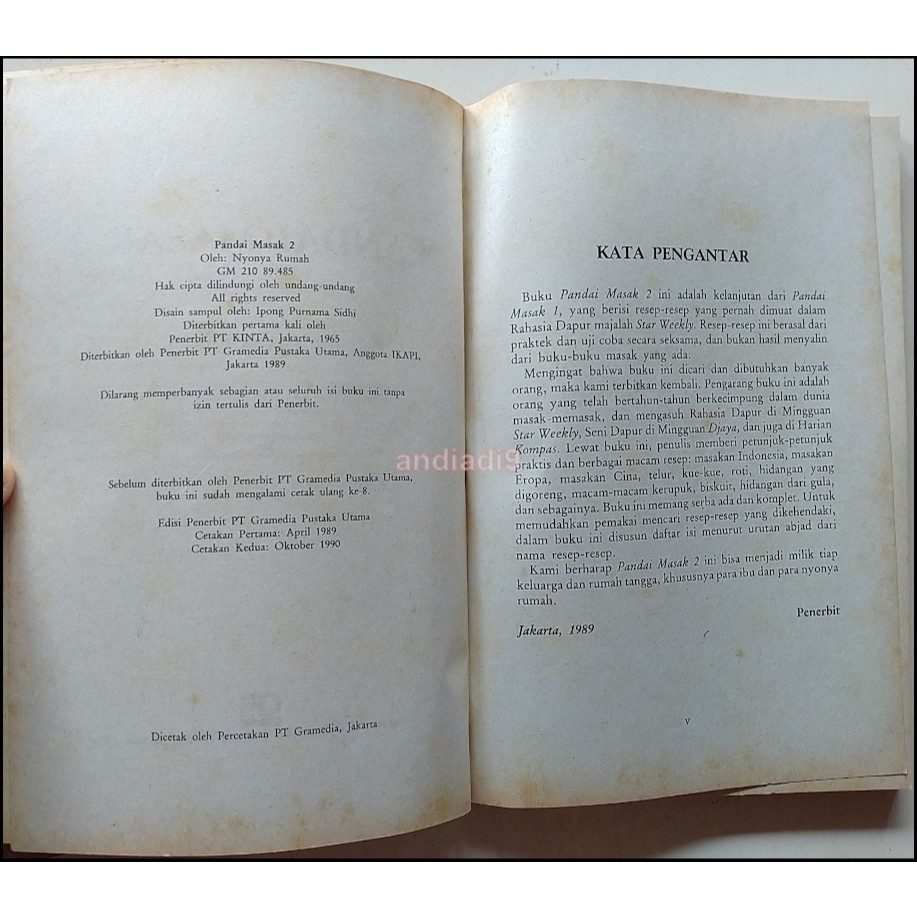 Pandai Masak 2
Oleh: Nyonya Rumah
GM 210 89.485
Hak cipta dilindungi oleh undang-undang
All rights reserved
Disain sampul oleh: Ipong Purnama Sidhi
Diterbitkan pertama kali oleh
Penerbit PT KINTA, Jakarta, 1965
Diterbitkan oleh Penerbit PT Gramedia Pustaka Utama, Anggota IKAPI,
Jakarta 1989
Dilarang memperbanyak sebagian atau seluruh isi buku ini tanpa
izin tertulis dari Penerbit.
Sebelum diterbitkan oleh Penerbit PT Gramedia Pustaka Utama,
buku ini sudah mengalami cetak ulang ke-8.
Edisi Penerbit PT Gramedia Pustaka Utama
Cetakan Pertama: April 1989
Cetakan Kedua: Oktober 1990
Dicetak oleh Percetakan PT Gramedia, Jakarta
KATA PENGANTAR
Buku Pandai Masak 2 ini adalah kelanjutan dari Pandai
Masak 1, yang berisi resep-resep yang pernah dimuat dalam
Rahasia Dapur majalah Star Weekly. Resep-resep ini berasal dari
praktek dan uji coba secara seksama, dan bukan hasil menyalin
dari buku-buku masak yang ada.
Mengingat bahwa buku ini dicari dan dibutuhkan banyak
orang, maka kami terbitkan kembali. Pengarang buku ini adalah
orang yang telah bertahun-tahun berkecimpung dalam dunia
masak-memasak, dan mengasuh Rahasia Dapur di Mingguan
Star Weekly, Seni Dapur di Mingguan Djaya, dan juga di Harian
Kompas. Lewat buku ini, penulis memberi petunjuk-petunjuk
praktis dan berbagai macam resep: masakan Indonesia, masakan
Eropa, masakan Cina, telur, kue-kue, roti, hidangan yang
digoreng, macam-macam kerupuk, biskuit, hidangan dari gula,
dan sebagainya. Buku ini memang serba ada dan komplet. Untuk
memudahkan pemakai mencari resep-resep yang dikehendaki,
dalam buku ini disusun daftar isi menurut urutan abjad dari
nama resep-resep.
Kami berharap Pandai Masak 2 ini bisa menjadi milik tiap
keluarga dan rumah tangga, khususnya para ibu dan para nyonya
rumah.
Penerbit
Jakarta, 1989
v
andiadi9